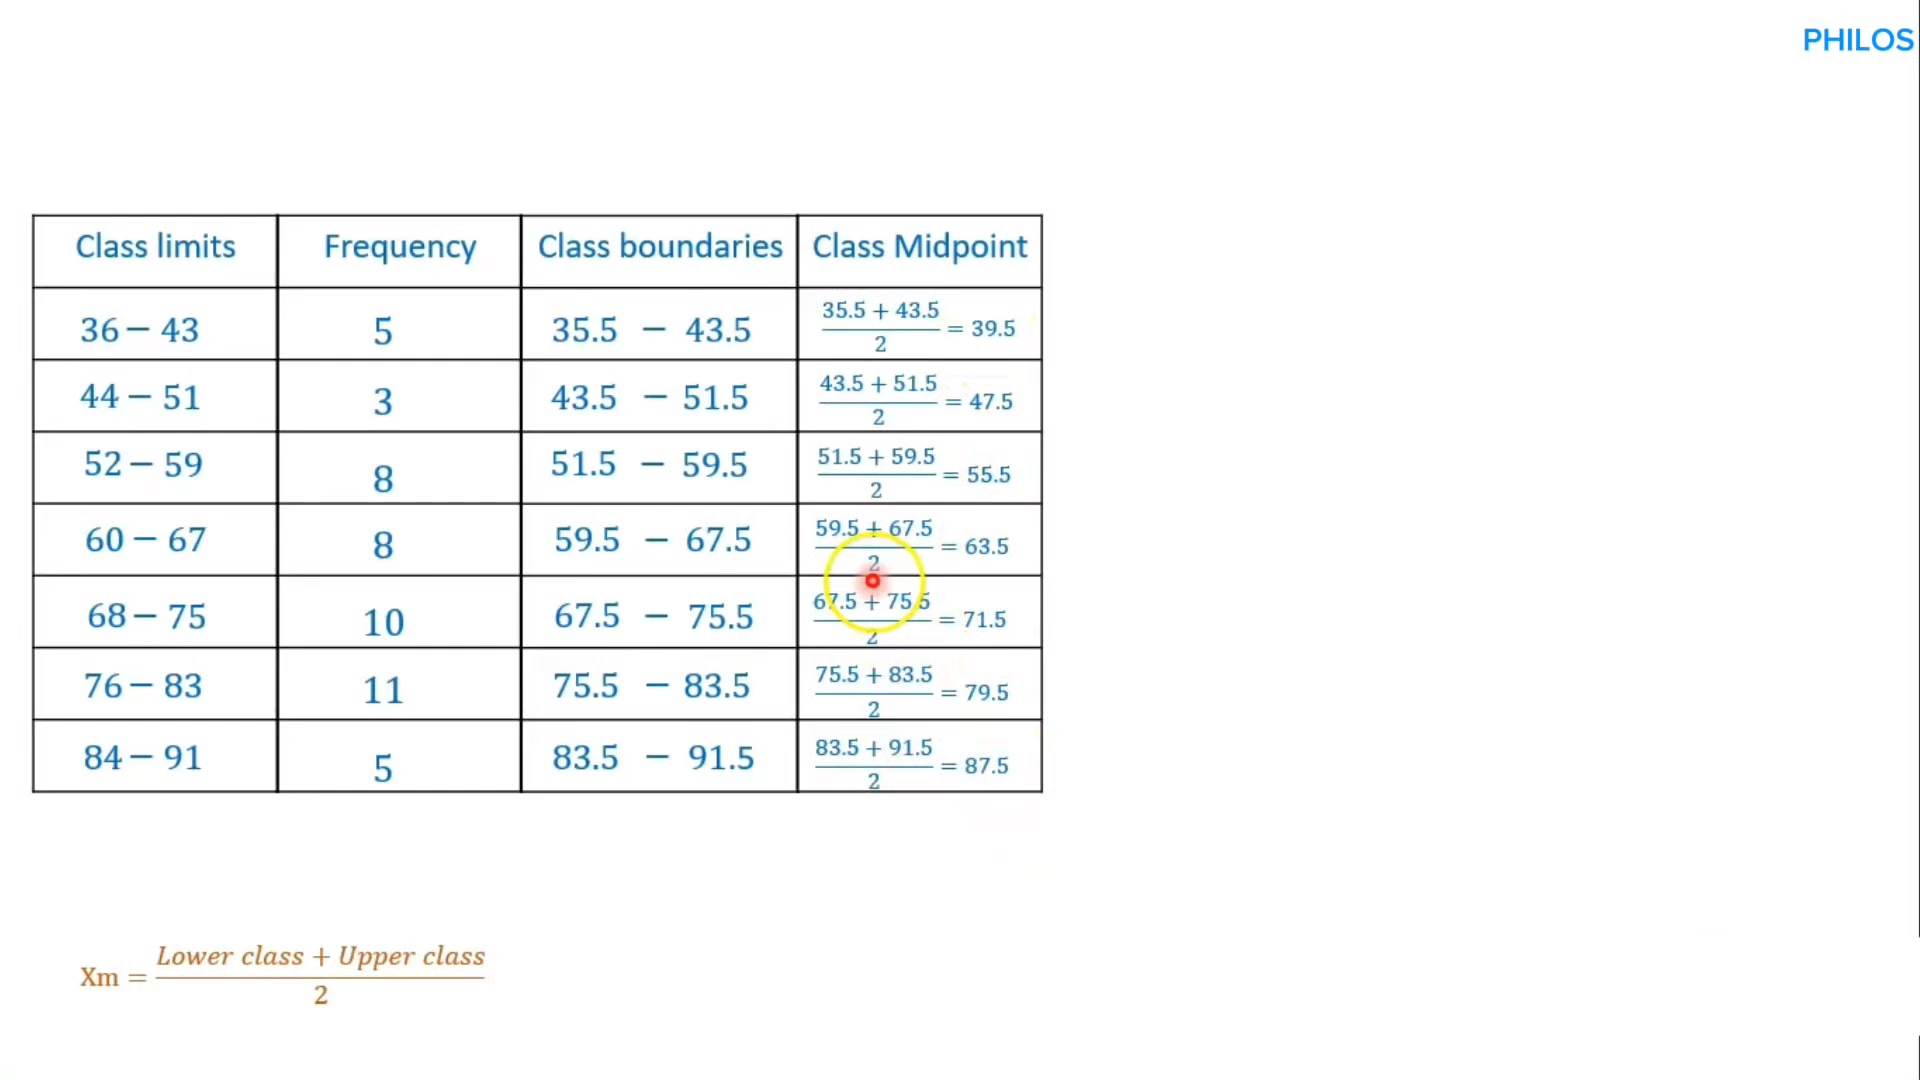 PHILOS
Class limits Frequency Class boundaries Class Midpoint
36 – 43 5 35.5 – 43.5 35.5 + 43.5 / 2 = 39.5
44 – 51 3 43.5 – 51.5 43.5 + 51.5 / 2 = 47.5
52 – 59 8 51.5 – 59.5 51.5 + 59.5 / 2 = 55.5
60 – 67 8 59.5 – 67.5 59.5 + 67.5 / 2 = 63.5
68 – 75 10 67.5 – 75.5 67.5 + 75.5 / 2 = 71.5
76 – 83 11 75.5 – 83.5 75.5 + 83.5 / 2 = 79.5
84 – 91 5 83.5 – 91.5 83.5 + 91.5 / 2 = 87.5
Xm = Lower class + Upper class / 2